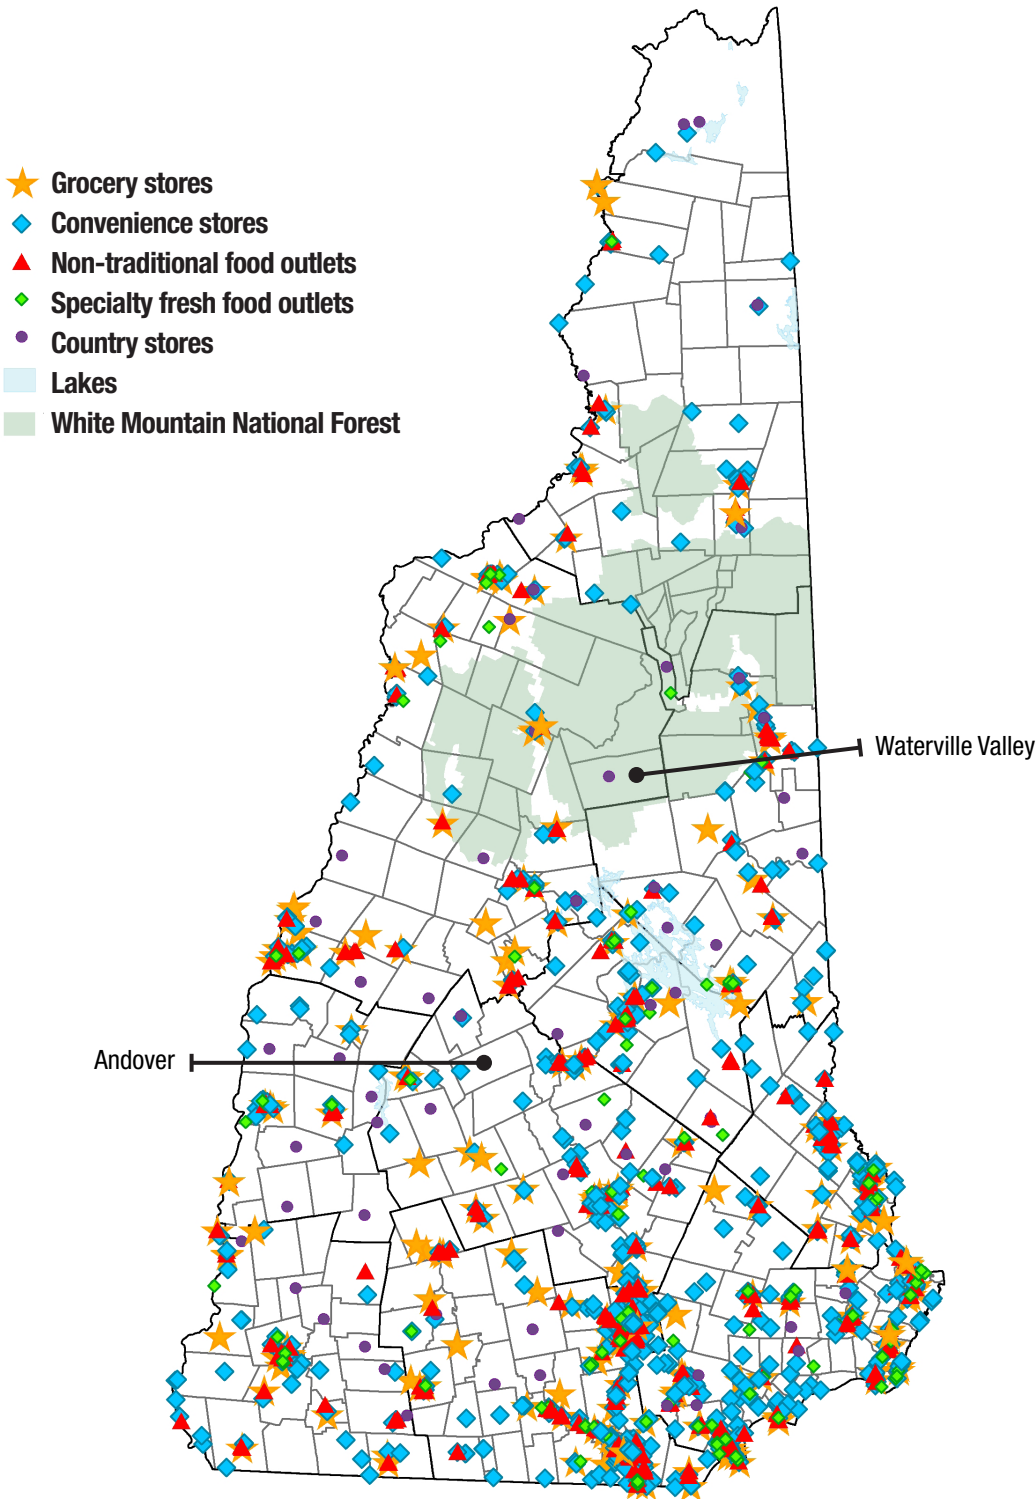 Grocery stores
Convenience stores
Non-traditional food outlets
Specialty fresh food outlets
Country stores
Lakes
White Mountain National Forest
Waterville Valley
Andover